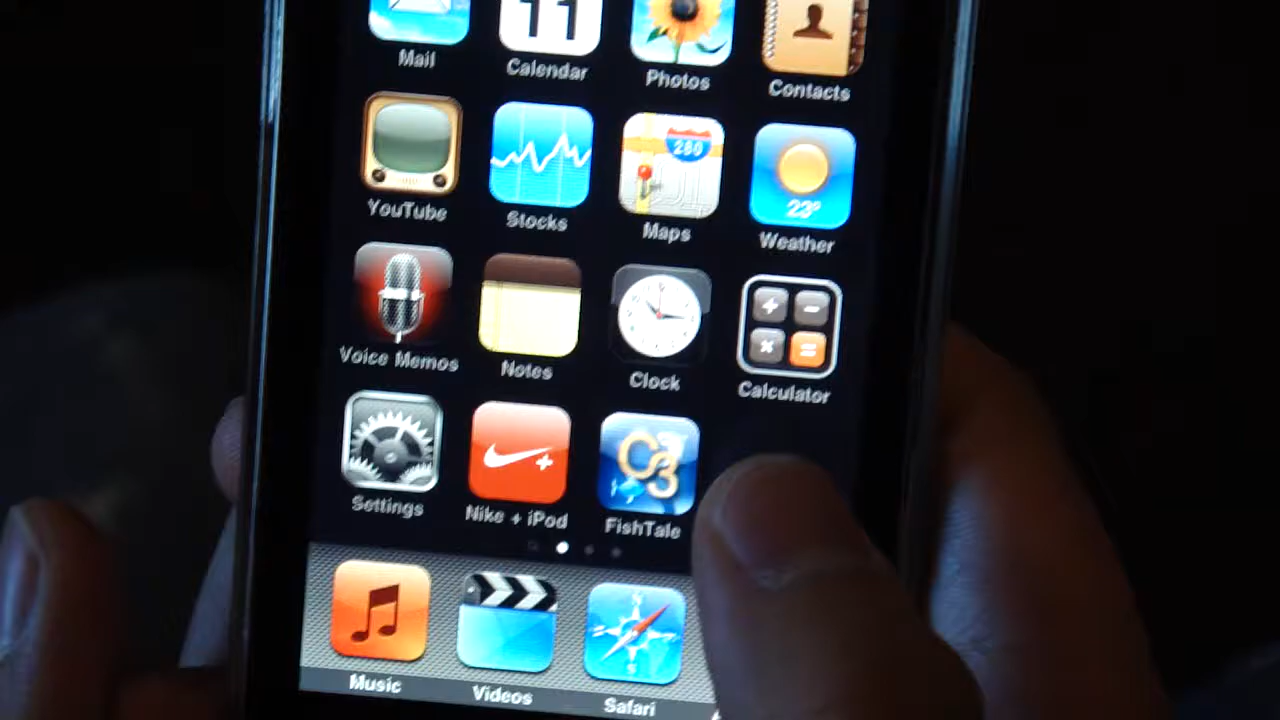 11
Mail Calendar Photos Contacts
280
23°
YouTube Stocks Maps Weather
Voice Memos Notes Clock Calculator
Settings Nike + iPod FishTale
Music Videos Safari